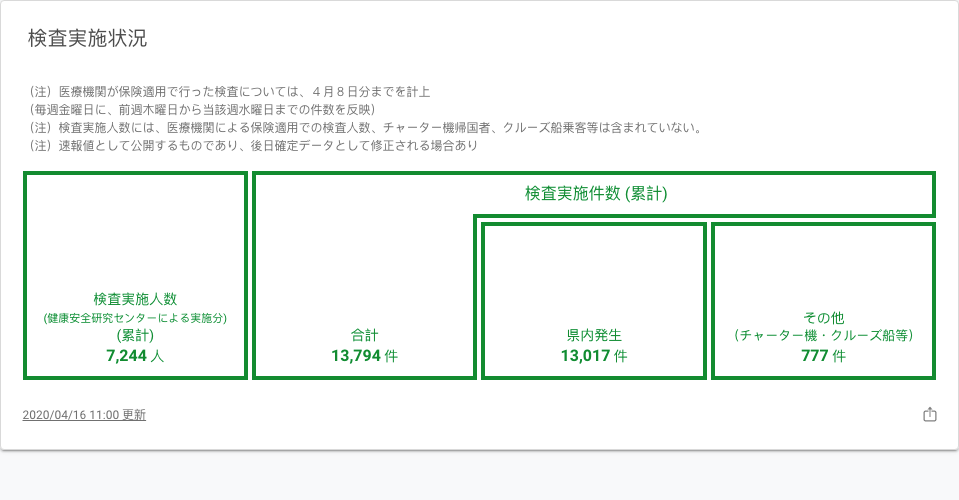 検査実施状況
（注）医療機関が保険適用で行った検査については、４月８日分までを計上
（毎週金曜日に、前週木曜日から当該週水曜日までの件数を反映）
（注）検査実施人数には、医療機関による保険適用での検査人数、チャーター機帰国者、クルーズ船乗客等は含まれていない。
（注）速報値として公開するものであり、後日確定データとして修正される場合あり
検査実施件数 (累計)
検査実施人数
(健康安全研究センターによる実施分)
(累計)
7,244 人
合計
13,794 件
県内発生
13,017 件
その他
（チャーター機・クルーズ船等）
777 件
2020/04/16 11:00 更新